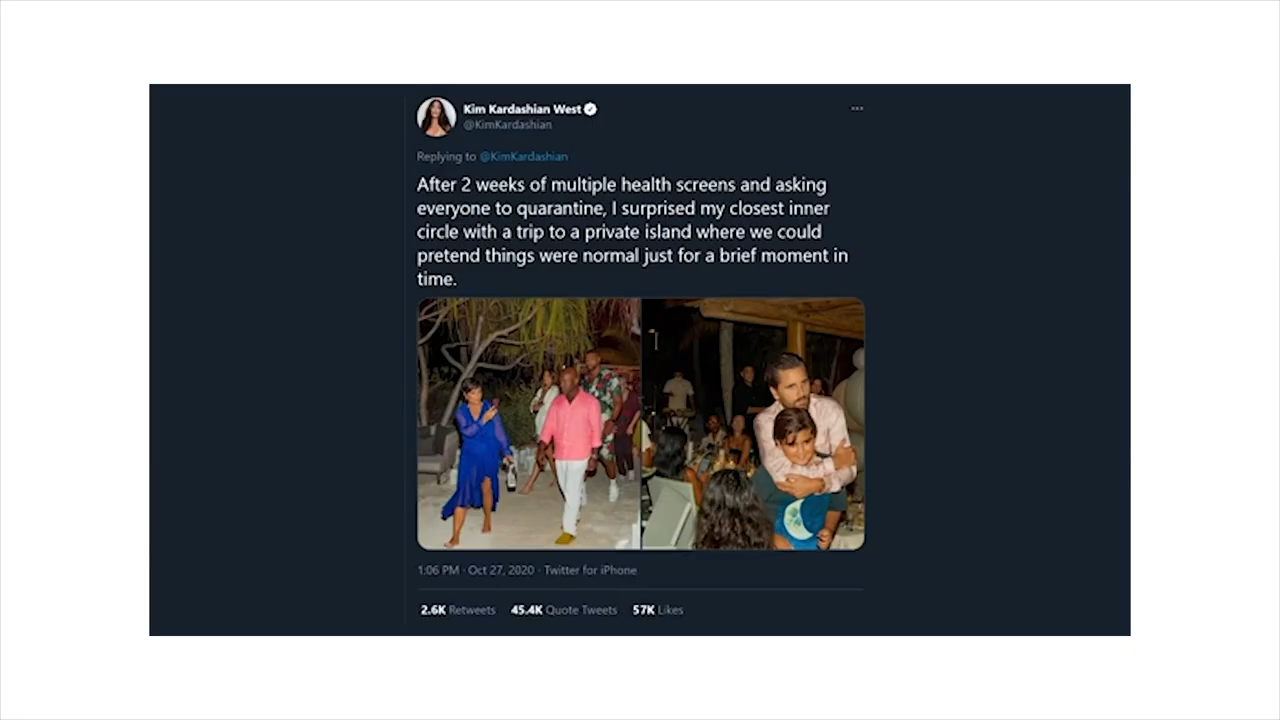 Kim Kardashian West
@KimKardashian
Replying to @KimKardashian
After 2 weeks of multiple health screens and asking
everyone to quarantine, I surprised my closest inner
circle with a trip to a private island where we could
pretend things were normal just for a brief moment in
time.
1:06 PM · Oct 27, 2020 · Twitter for iPhone
2.6K Retweets 45.4K Quote Tweets 57K Likes